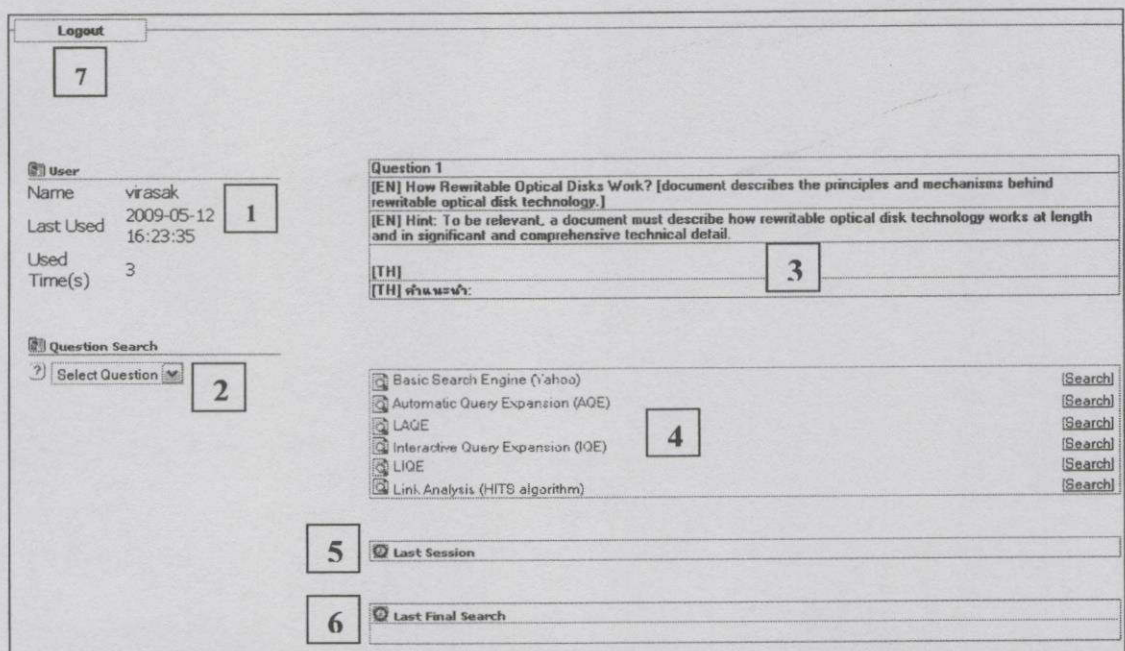 Logout
7
User
Name virasak
Last Used 2009-05-12 16:23:35
1
Used Time(s) 3
Question Search
Select Question
2
Question 1
[EN] How Rewritable Optical Disks Work? [document describes the principles and mechanisms behind
rewritable optical disk technology.]
[EN] Hint: To be relevant, a document must describe how rewritable optical disk technology works at length
and in significant and comprehensive technical detail.
3
[TH]
[TH] คำแนะนำ:
Basic Search Engine (Yahoo) [Search]
Automatic Query Expansion (AQE) [Search]
LAQE [Search]
4
Interactive Query Expansion (IQE) [Search]
LIQE [Search]
Link Analysis (HITS algorithm) [Search]
5
Last Session
6
Last Final Search